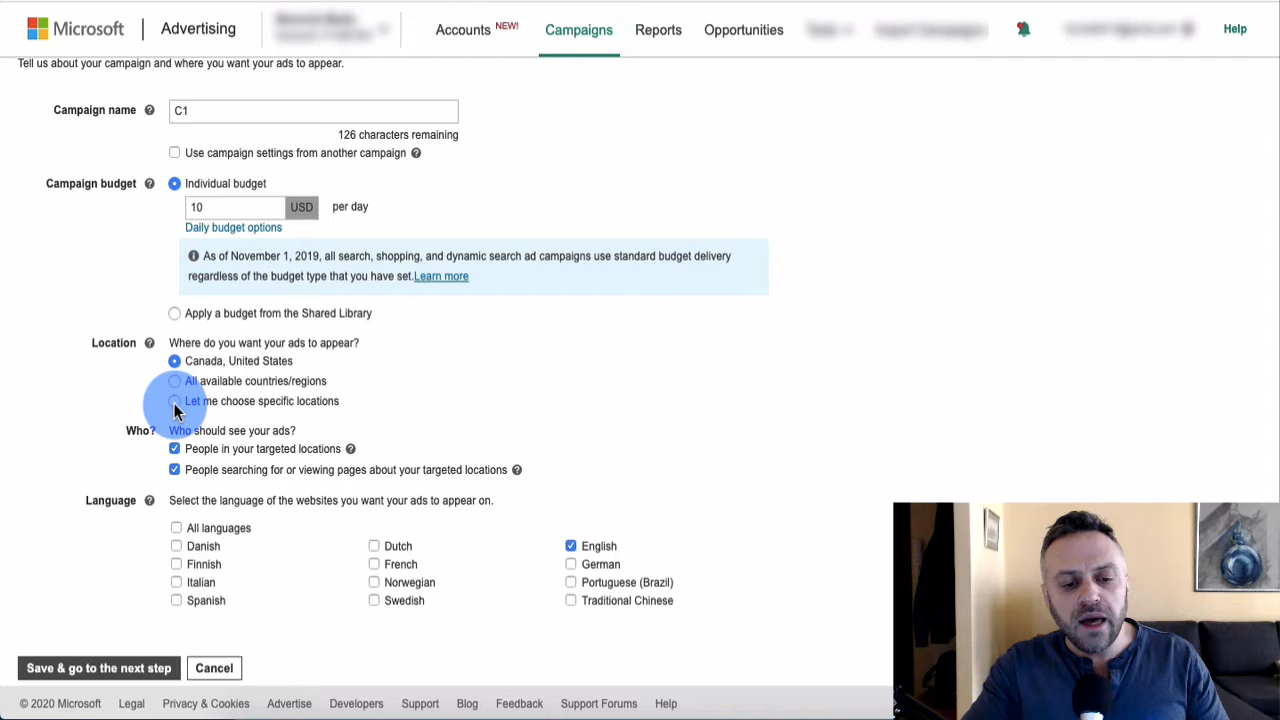 Microsoft | Advertising
Accounts NEW! Campaigns Reports Opportunities Help
Tell us about your campaign and where you want your ads to appear.
Campaign name C1
126 characters remaining
Use campaign settings from another campaign
Campaign budget Individual budget
10 USD per day
Daily budget options
As of November 1, 2019, all search, shopping, and dynamic search ad campaigns use standard budget delivery
regardless of the budget type that you have set.Learn more
Apply a budget from the Shared Library
Location Where do you want your ads to appear?
Canada, United States
All available countries/regions
Let me choose specific locations
Who? Who should see your ads?
People in your targeted locations
People searching for or viewing pages about your targeted locations
Language Select the language of the websites you want your ads to appear on.
All languages
Danish Dutch English
Finnish French German
Italian Norwegian Portuguese (Brazil)
Spanish Swedish Traditional Chinese
Save & go to the next step Cancel
© 2020 Microsoft Legal Privacy & Cookies Advertise Developers Support Blog Feedback Support Forums Help